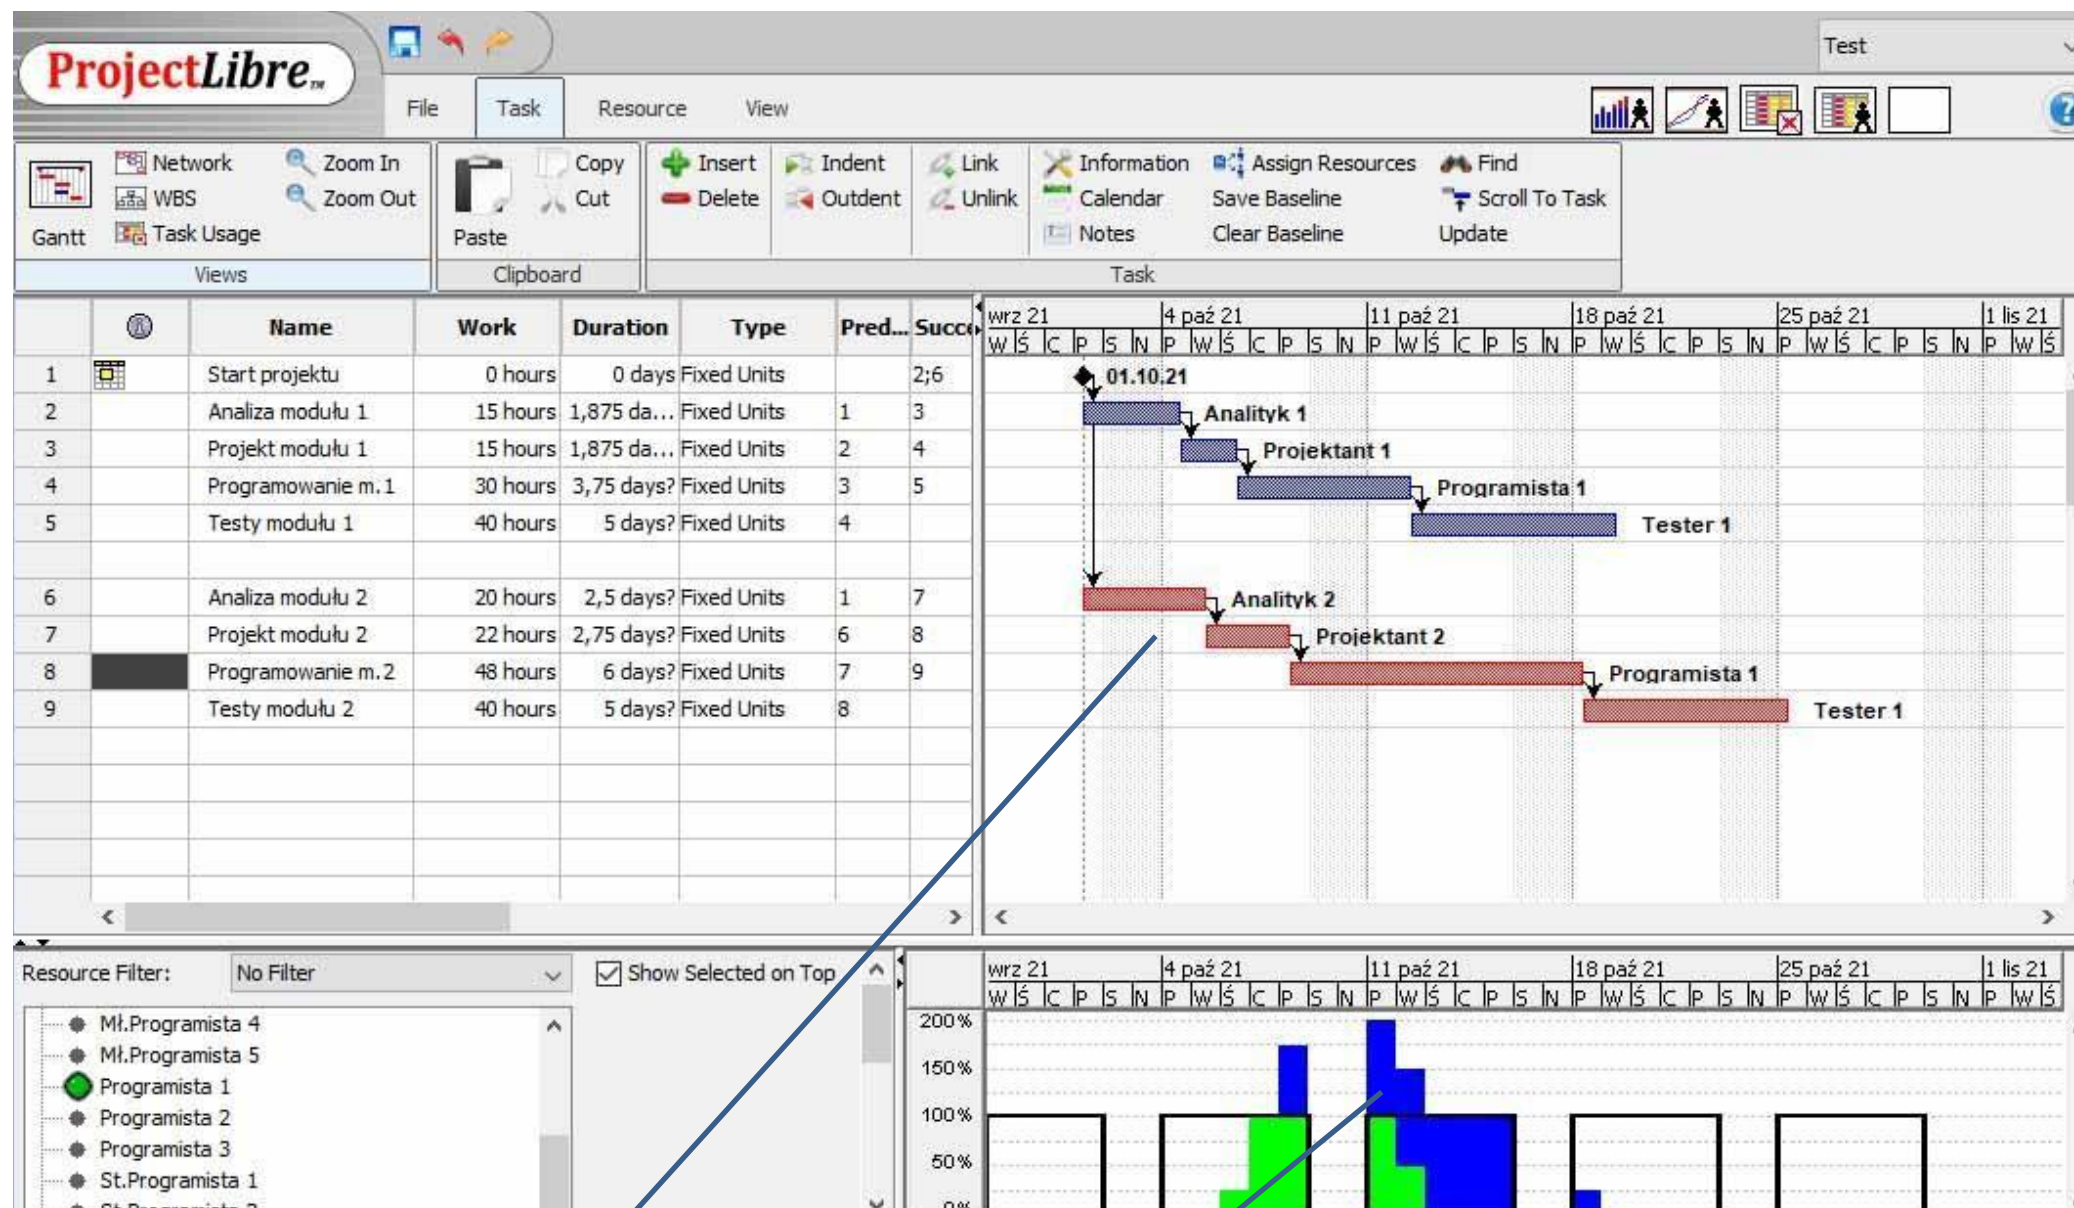 Test
ProjectLibre™
File Task Resource View
Network Zoom In Copy Insert Indent Link Information Assign Resources Find
WBS Zoom Out Cut Delete Outdent Unlink Calendar Save Baseline Scroll To Task
Gantt Task Usage Paste Notes Clear Baseline Update
Views Clipboard Task
Name Work Duration Type Pred... Succe
wrz 21 4 paź 21 11 paź 21 18 paź 21 25 paź 21 1 lis 21
W Ś C P S N P W Ś C P S N P W Ś C P S N P W Ś C P S N P W Ś C P S N P W Ś
1 Start projektu 0 hours 0 days Fixed Units 2;6 01.10.21
2 Analiza modułu 1 15 hours 1,875 da... Fixed Units 1 3 Analityk 1
3 Projekt modułu 1 15 hours 1,875 da... Fixed Units 2 4 Projektant 1
4 Programowanie m.1 30 hours 3,75 days? Fixed Units 3 5 Programista 1
5 Testy modułu 1 40 hours 5 days? Fixed Units 4 Tester 1
6 Analiza modułu 2 20 hours 2,5 days? Fixed Units 1 7 Analityk 2
7 Projekt modułu 2 22 hours 2,75 days? Fixed Units 6 8 Projektant 2
8 Programowanie m.2 48 hours 6 days? Fixed Units 7 9 Programista 1
9 Testy modułu 2 40 hours 5 days? Fixed Units 8 Tester 1
Resource Filter: No Filter Show Selected on Top
wrz 21 4 paź 21 11 paź 21 18 paź 21 25 paź 21 1 lis 21
W Ś C P S N P W Ś C P S N P W Ś C P S N P W Ś C P S N P W Ś C P S N P W Ś
Mł.Programista 4
Mł.Programista 5
Programista 1
Programista 2
Programista 3
St.Programista 1
200%
150%
100%
50%